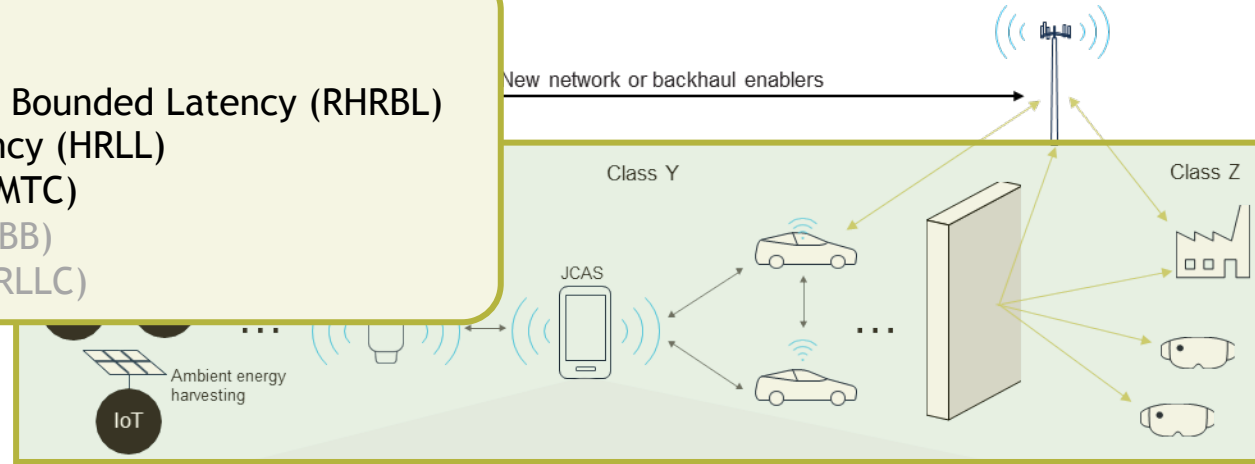 Bounded Latency (RHRBL)
ncy (HRLL)
MTC)
BB)
RLLC)
New network or backhaul enablers
Class Y
Class Z
JCAS
...
...
Ambient energy
harvesting
IoT